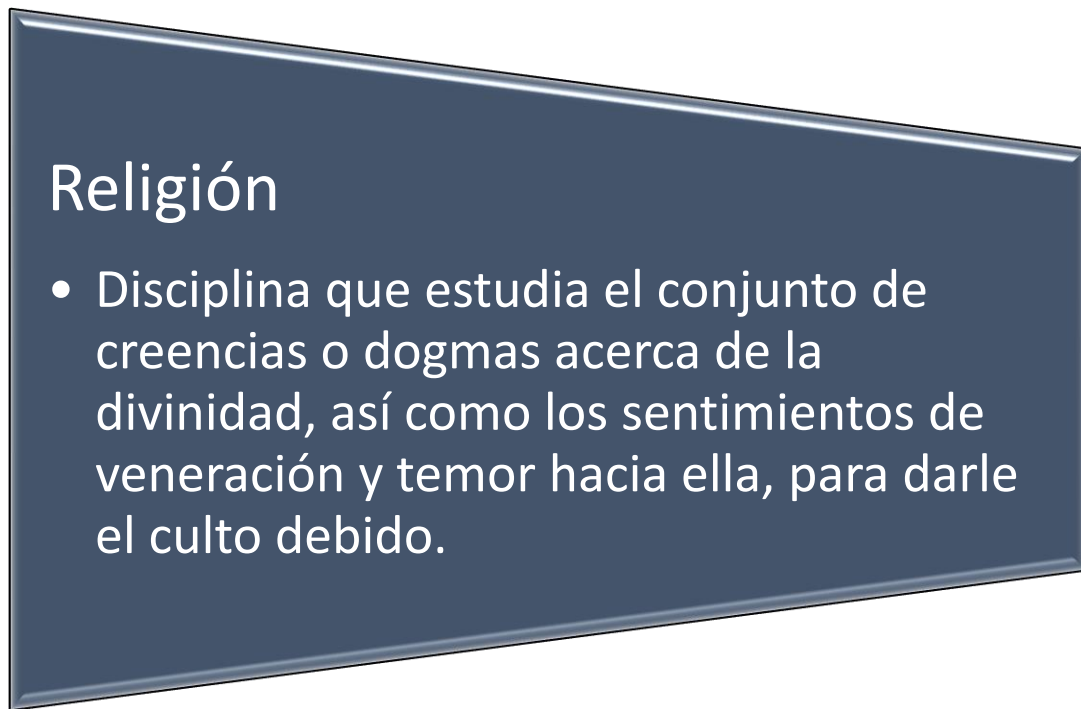 Religión
• Disciplina que estudia el conjunto de
creencias o dogmas acerca de la
divinidad, así como los sentimientos de
veneración y temor hacia ella, para darle
el culto debido.